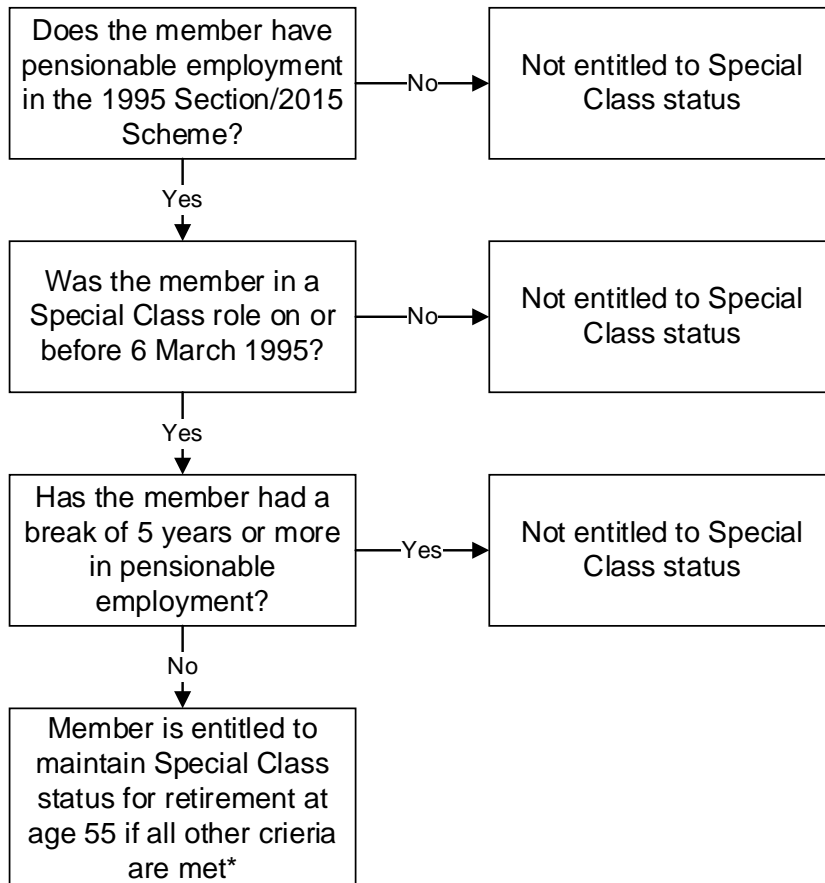 Does the member have
pensionable employment
in the 1995 Section/2015
Scheme?
No
Not entitled to Special
Class status
Yes
Was the member in a
Special Class role on or
before 6 March 1995?
No
Not entitled to Special
Class status
Yes
Has the member had a
break of 5 years or more
in pensionable
employment?
Yes
Not entitled to Special
Class status
No
Member is entitled to
maintain Special Class
status for retirement at
age 55 if all other crieria
are met*